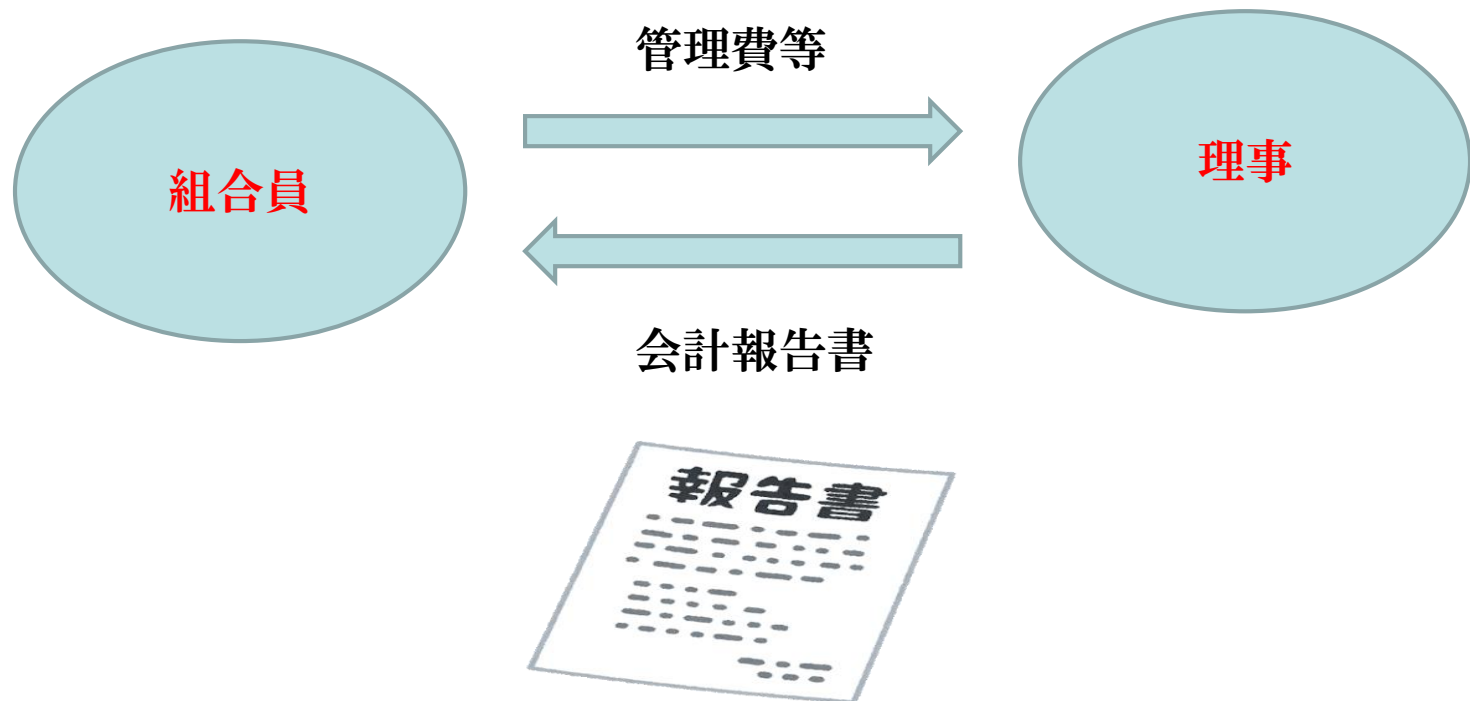 管理費等
組合員
理事
会計報告書
報告書